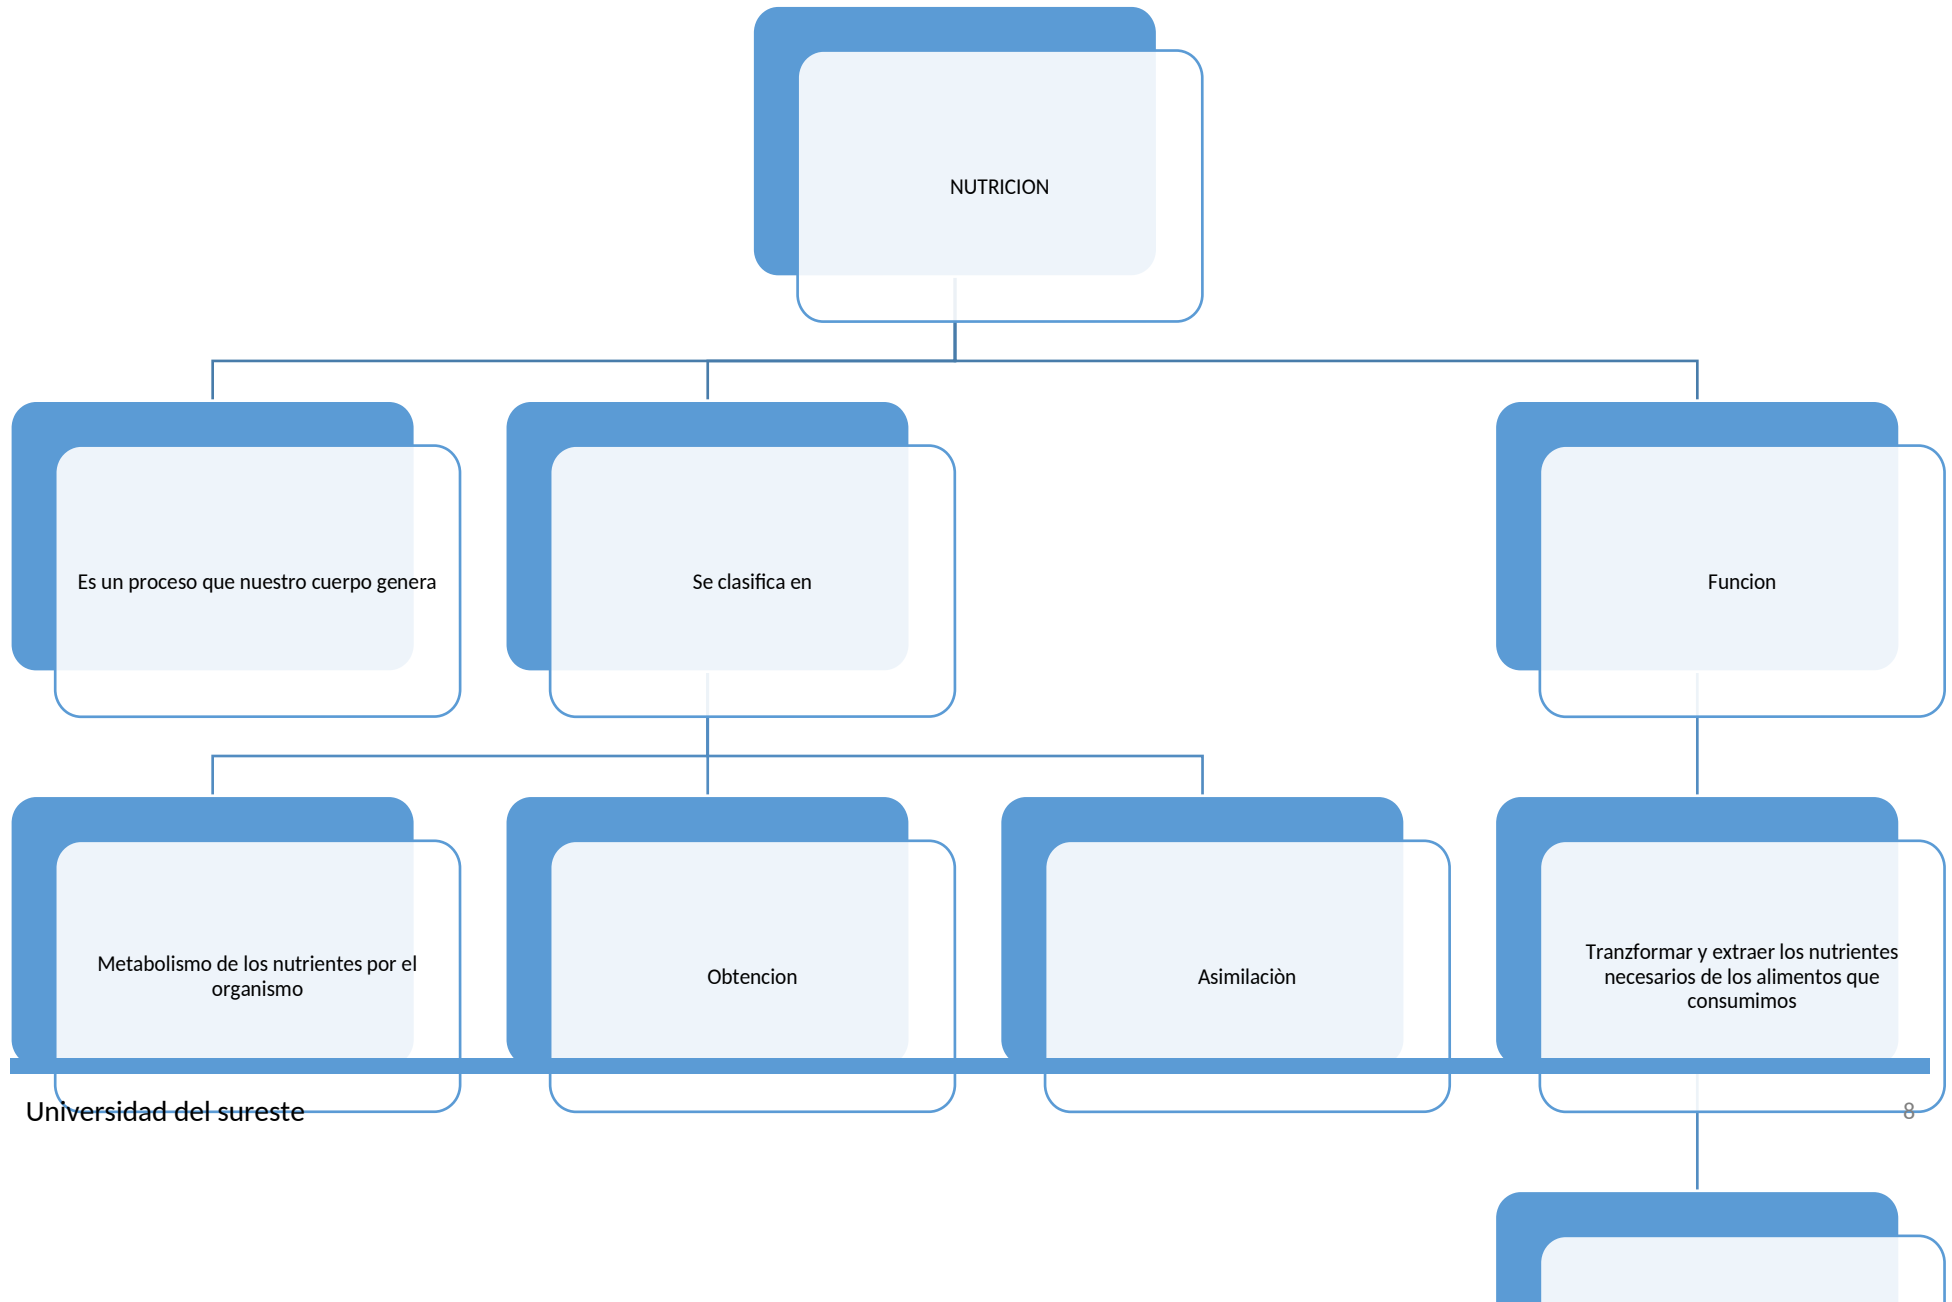 NUTRICION
Es un proceso que nuestro cuerpo genera
Se clasifica en
Funcion
Metabolismo de los nutrientes por el
organismo
Obtencion
Asimilaciòn
Tranzformar y extraer los nutrientes
necesarios de los alimentos que
consumimos
Universidad del sureste
8